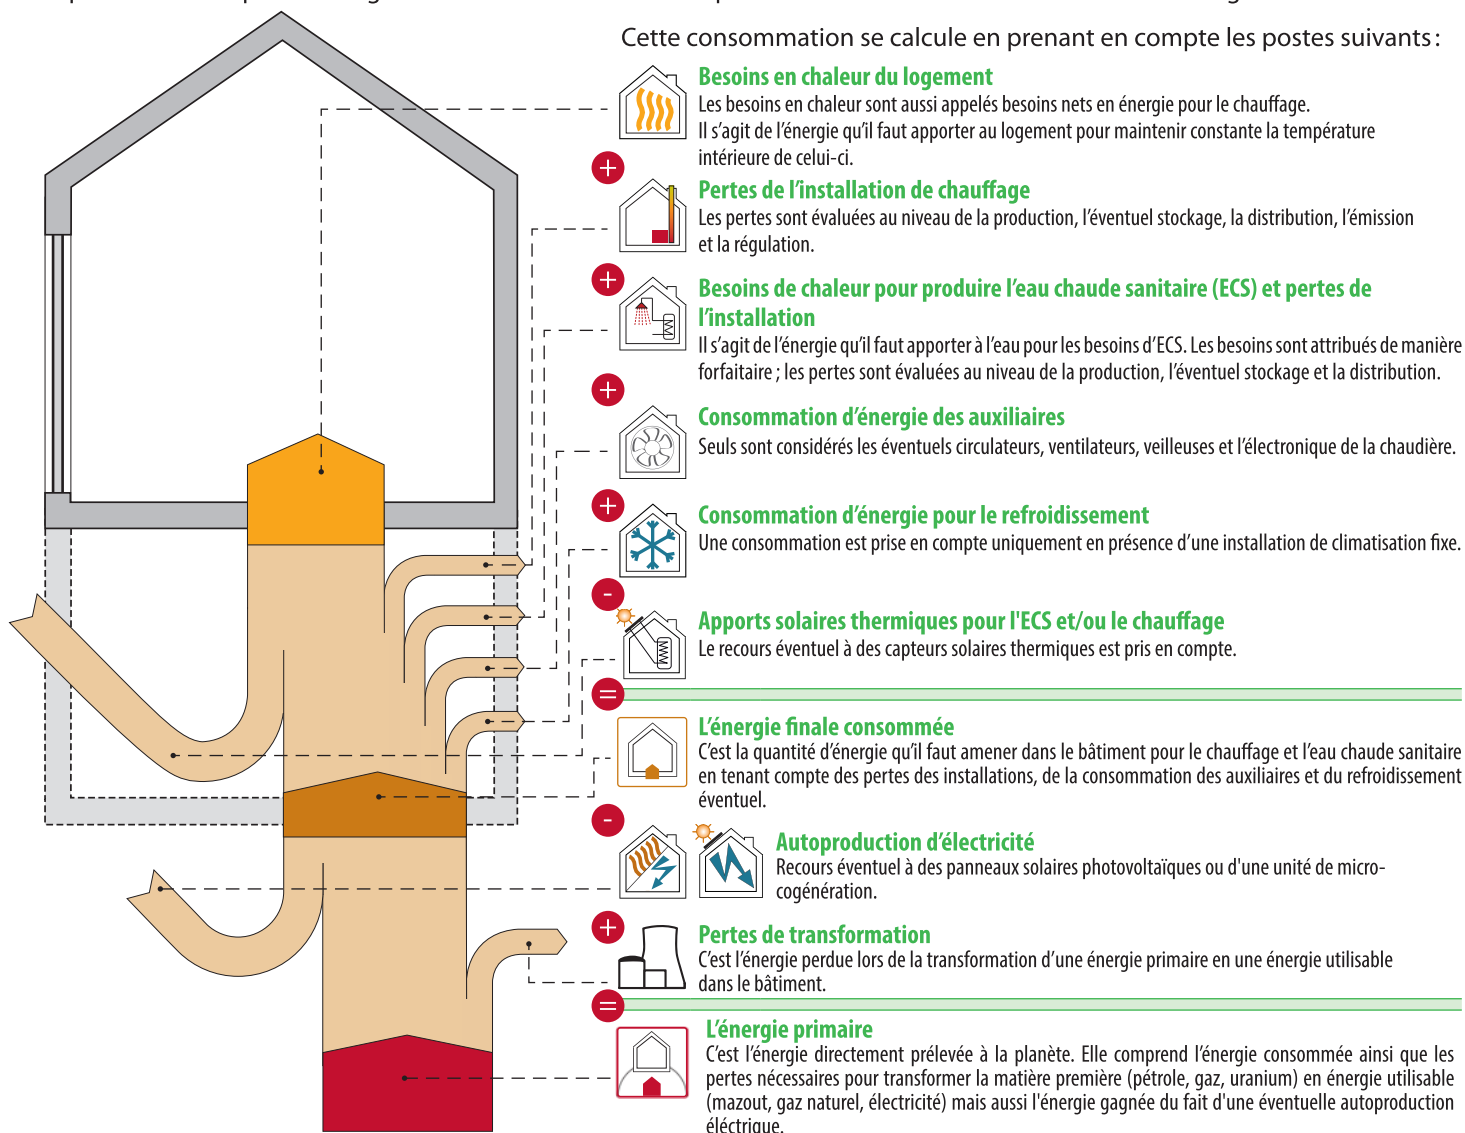 Cette consommation se calcule en prenant en compte les postes suivants :
Besoins en chaleur du logement
Les besoins en chaleur sont aussi appelés besoins nets en énergie pour le chauffage.
Il s'agit de l'énergie qu'il faut apporter au logement pour maintenir constante la température
intérieure de celui-ci.
+
Pertes de l'installation de chauffage
Les pertes sont évaluées au niveau de la production, l'éventuel stockage, la distribution, l'émission
et la régulation.
+
Besoins de chaleur pour produire l'eau chaude sanitaire (ECS) et pertes de
l'installation
Il s'agit de l'énergie qu'il faut apporter à l'eau pour les besoins d'ECS. Les besoins sont attribués de manière
forfaitaire ; les pertes sont évaluées au niveau de la production, l'éventuel stockage et la distribution.
+
Consommation d'énergie des auxiliaires
Seuls sont considérés les éventuels circulateurs, ventilateurs, veilleuses et l'électronique de la chaudière.
+
Consommation d'énergie pour le refroidissement
Une consommation est prise en compte uniquement en présence d'une installation de climatisation fixe.
-
Apports solaires thermiques pour l'ECS et/ou le chauffage
Le recours éventuel à des capteurs solaires thermiques est pris en compte.
=
L'énergie finale consommée
C'est la quantité d'énergie qu'il faut amener dans le bâtiment pour le chauffage et l'eau chaude sanitaire
en tenant compte des pertes des installations, de la consommation des auxiliaires et du refroidissement
éventuel.
-
Autoproduction d'électricité
Recours éventuel à des panneaux solaires photovoltaïques ou d'une unité de micro-
cogénération.
+
Pertes de transformation
C'est l'énergie perdue lors de la transformation d'une énergie primaire en une énergie utilisable
dans le bâtiment.
=
L'énergie primaire
C'est l'énergie directement prélevée à la planète. Elle comprend l'énergie consommée ainsi que les
pertes nécessaires pour transformer la matière première (pétrole, gaz, uranium) en énergie utilisable
(mazout, gaz naturel, électricité) mais aussi l'énergie gagnée du fait d'une éventuelle autoproduction
éléctrique.